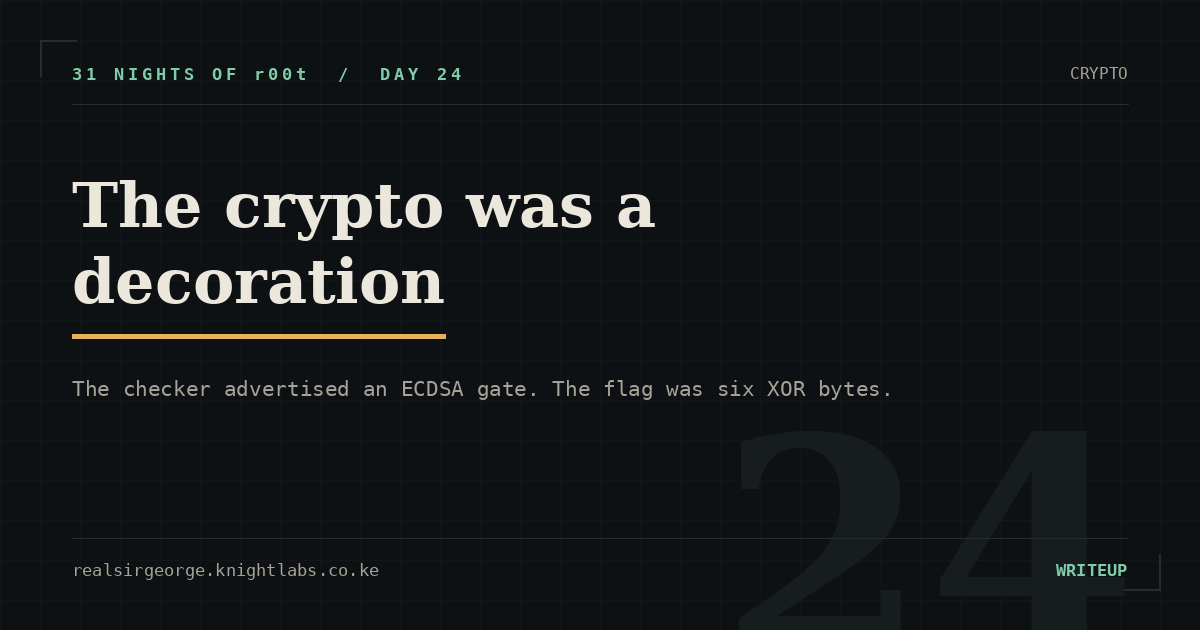 31 NIGHTS OF r00t / DAY 24
CRYPTO
The crypto was a
decoration
The checker advertised an ECDSA gate. The flag was six XOR bytes.
24
realsirgeorge.knightlabs.co.ke
WRITEUP